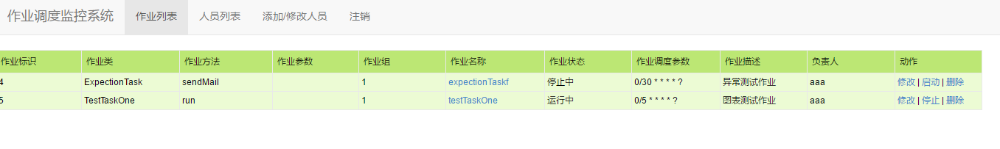 作业调度监控系统 作业列表 人员列表 添加/修改人员 注销
作业标识 作业类 作业方法 作业参数 作业组 作业名称 作业状态 作业调度参数 作业描述 负责人 动作
4 ExpectionTask sendMail 1 expectionTaskf 停止中 0/30 * * * * ? 异常测试作业 aaa 修改 | 启动 | 删除
5 TestTaskOne run 1 testTaskOne 运行中 0/5 * * * * ? 图表测试作业 aaa 修改 | 停止 | 删除